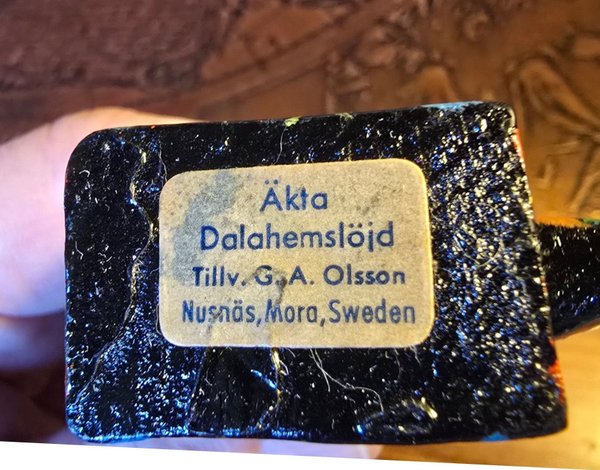 Äkta
Dalahemslöjd
Tillv. G. A. Olsson
Nusnäs, Mora, Sweden